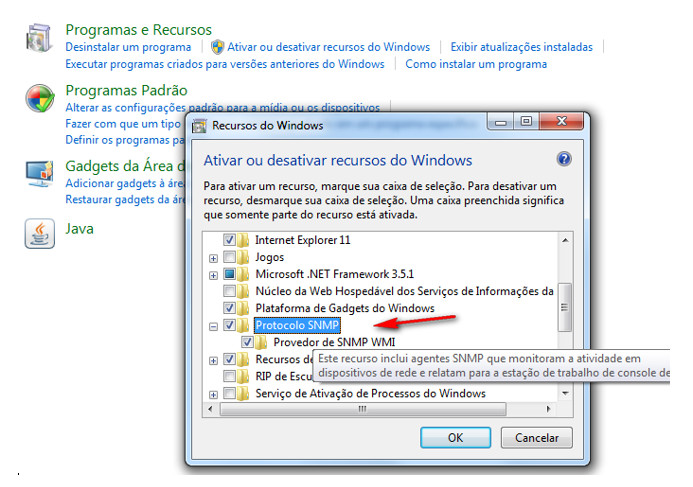 Programas e Recursos
Desinstalar um programa Ativar ou desativar recursos do Windows Exibir atualizações instaladas
Executar programas criados para versões anteriores do Windows Como instalar um programa
Programas Padrão
Alterar as configurações padrão para a mídia ou os dispositivos
Fazer com que um tipo
Definir os programas pa
Gadgets da Área d
Adicionar gadgets à áre
Restaurar gadgets da ár
Java
Recursos do Windows
Ativar ou desativar recursos do Windows
Para ativar um recurso, marque sua caixa de seleção. Para desativar um
recurso, desmarque sua caixa de seleção. Uma caixa preenchida significa
que somente parte do recurso está ativada.
Internet Explorer 11
Jogos
Microsoft .NET Framework 3.5.1
Núcleo da Web Hospedável dos Serviços de Informações da
Plataforma de Gadgets do Windows
Protocolo SNMP
Provedor de SNMP WMI
Recursos de
RIP de Escu
Serviço de Ativação de Processos do Windows
Este recurso inclui agentes SNMP que monitoram a atividade em
dispositivos de rede e relatam para a estação de trabalho de console de
OK Cancelar